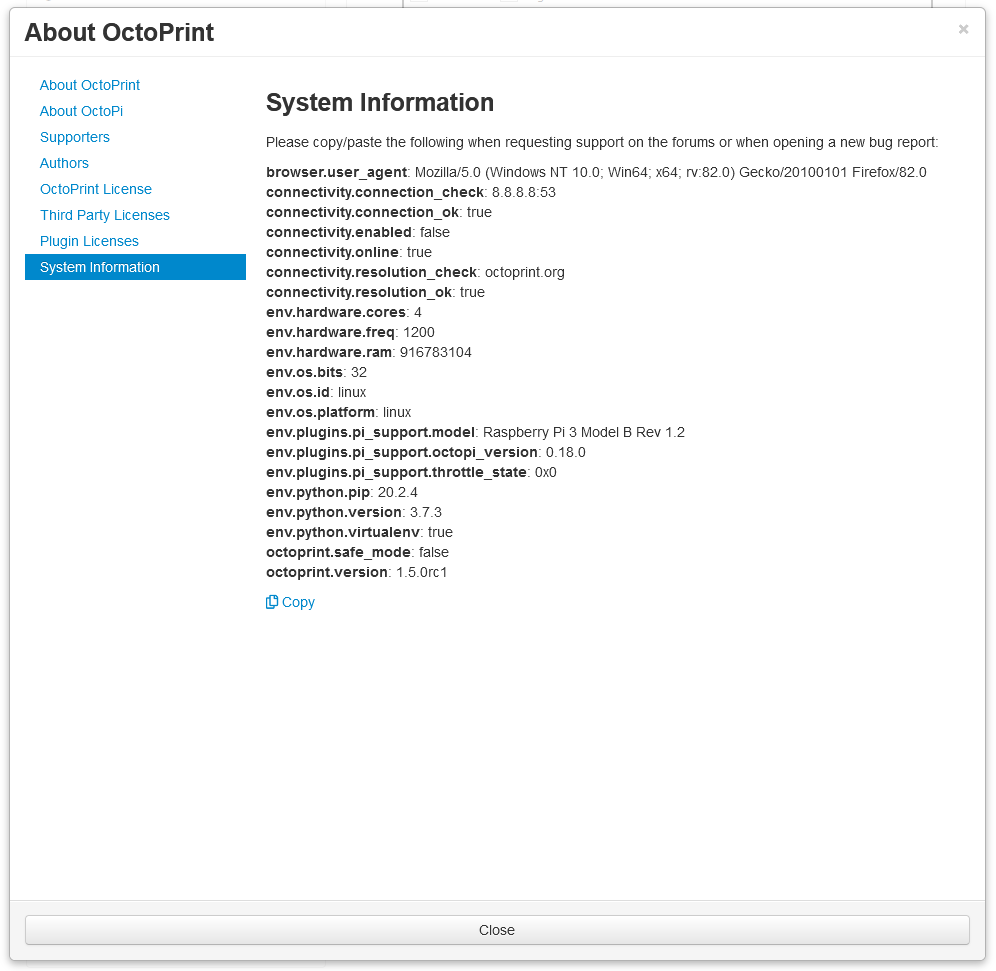 About OctoPrint
×
About OctoPrint
About OctoPi
Supporters
Authors
OctoPrint License
Third Party Licenses
Plugin Licenses
System Information
System Information
Please copy/paste the following when requesting support on the forums or when opening a new bug report:
browser.user_agent: Mozilla/5.0 (Windows NT 10.0; Win64; x64; rv:82.0) Gecko/20100101 Firefox/82.0
connectivity.connection_check: 8.8.8.8:53
connectivity.connection_ok: true
connectivity.enabled: false
connectivity.online: true
connectivity.resolution_check: octoprint.org
connectivity.resolution_ok: true
env.hardware.cores: 4
env.hardware.freq: 1200
env.hardware.ram: 916783104
env.os.bits: 32
env.os.id: linux
env.os.platform: linux
env.plugins.pi_support.model: Raspberry Pi 3 Model B Rev 1.2
env.plugins.pi_support.octopi_version: 0.18.0
env.plugins.pi_support.throttle_state: 0x0
env.python.pip: 20.2.4
env.python.version: 3.7.3
env.python.virtualenv: true
octoprint.safe_mode: false
octoprint.version: 1.5.0rc1
Copy
Close